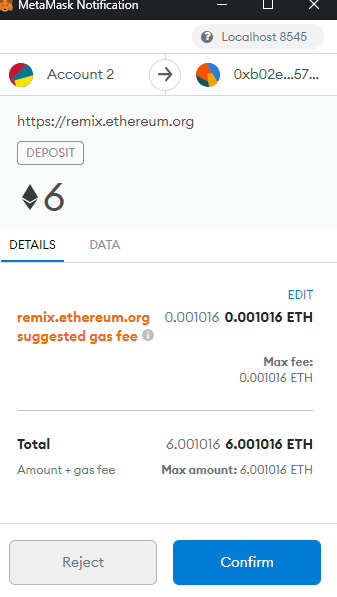 MetaMask Notification
? Localhost 8545
Account 2 0xb02e...57...
https://remix.ethereum.org
DEPOSIT
6
DETAILS DATA
EDIT
remix.ethereum.org 0.001016 0.001016 ETH
suggested gas fee i
Max fee:
0.001016 ETH
Total 6.001016 6.001016 ETH
Amount + gas fee Max amount: 6.001016 ETH
Reject Confirm